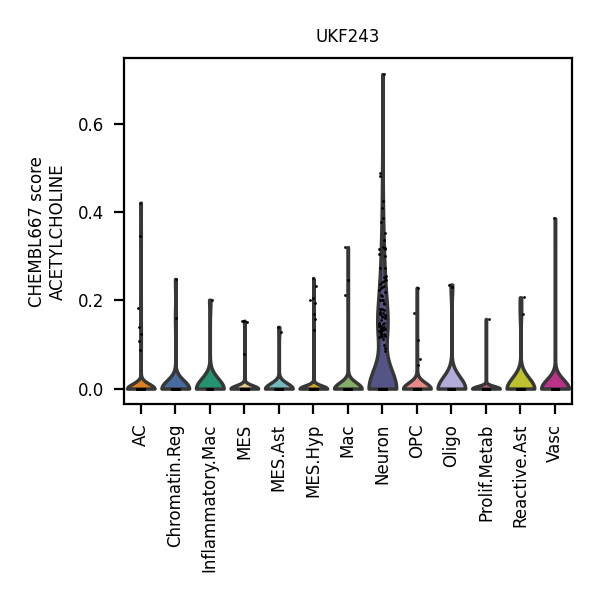 UKF243
CHEMBL667 score
ACETYLCHOLINE
0.6
0.4
0.2
0.0
AC
Chromatin.Reg
Inflammatory.Mac
MES
MES.Ast
MES.Hyp
Mac
Neuron
OPC
Oligo
Prolif.Metab
Reactive.Ast
Vasc